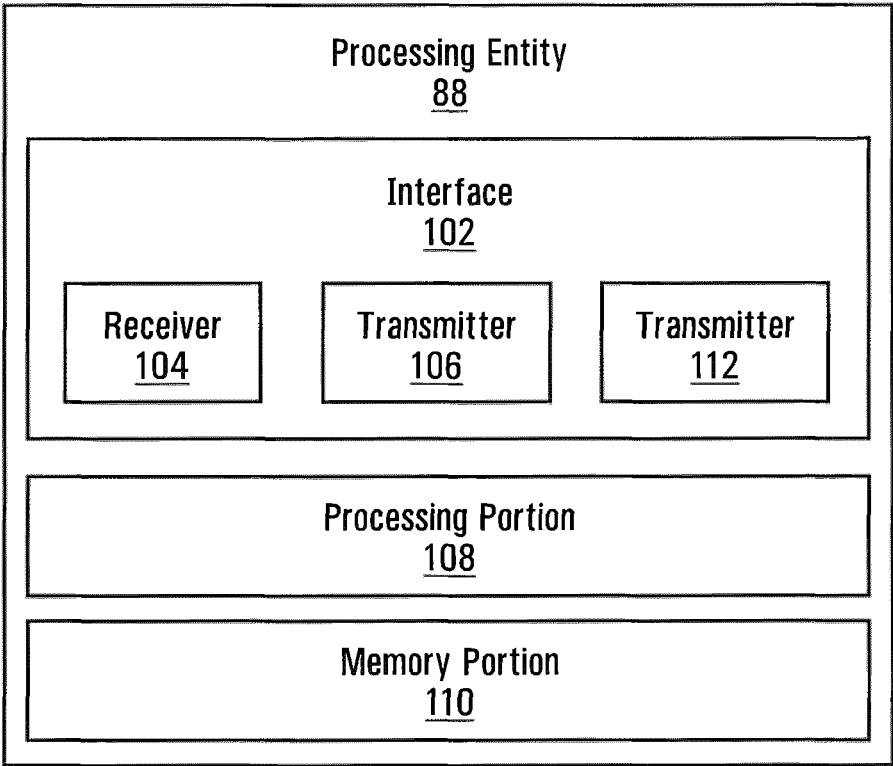 Processing Entity
88
Interface
102
Receiver
104
Transmitter
106
Transmitter
112
Processing Portion
108
Memory Portion
110